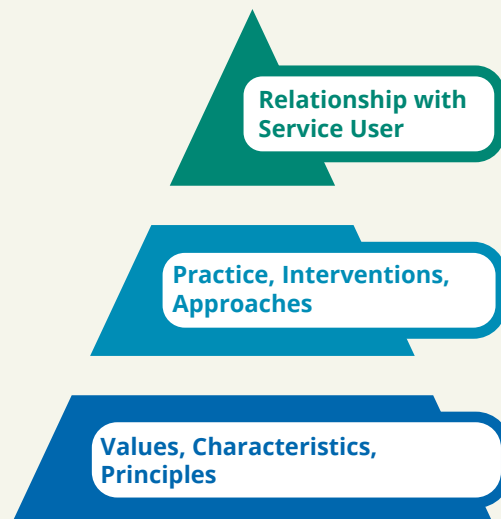 Relationship with
Service User
Practice, Interventions,
Approaches
Values, Characteristics,
Principles